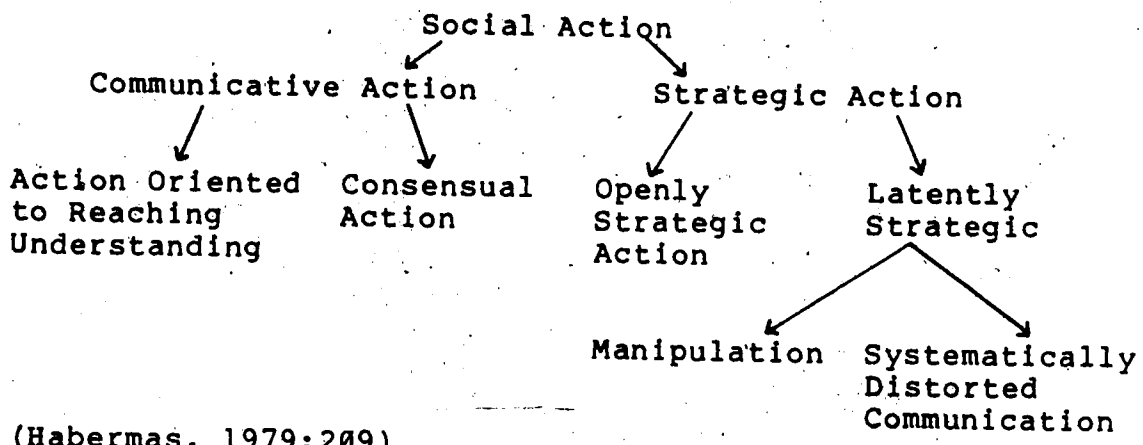 Social Action
Communicative Action Strategic Action
Action Oriented Consensual Openly Latently
to Reaching Action Strategic Strategic
Understanding Action
Manipulation Systematically
Distorted
Communication
(Habermas, 1979:209)